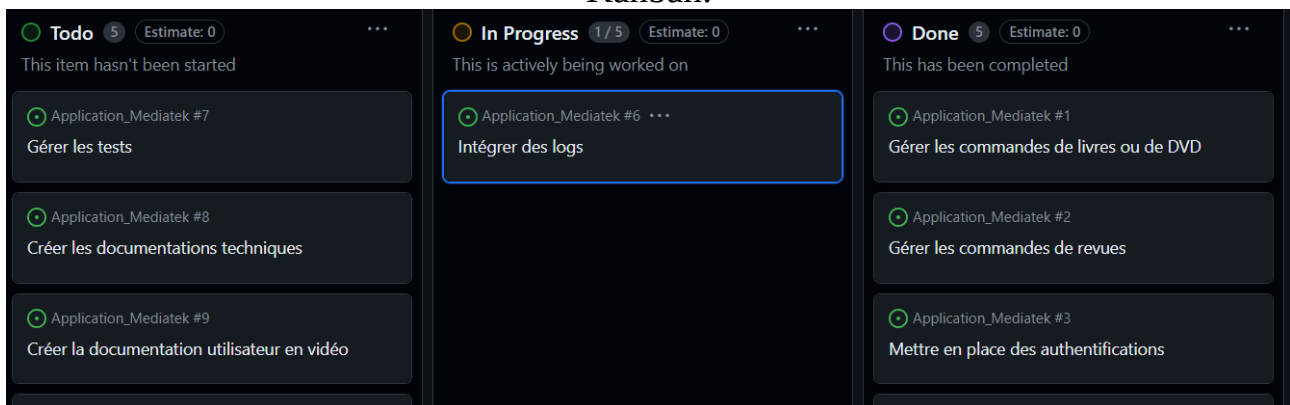 Kanban:
Todo 5 Estimate: 0 ...
This item hasn't been started
Application_Mediatek #7
Gérer les tests
Application_Mediatek #8
Créer les documentations techniques
Application_Mediatek #9
Créer la documentation utilisateur en vidéo
In Progress 1 / 5 Estimate: 0 ...
This is actively being worked on
Application_Mediatek #6 ...
Intégrer des logs
Done 5 Estimate: 0 ...
This has been completed
Application_Mediatek #1
Gérer les commandes de livres ou de DVD
Application_Mediatek #2
Gérer les commandes de revues
Application_Mediatek #3
Mettre en place des authentifications